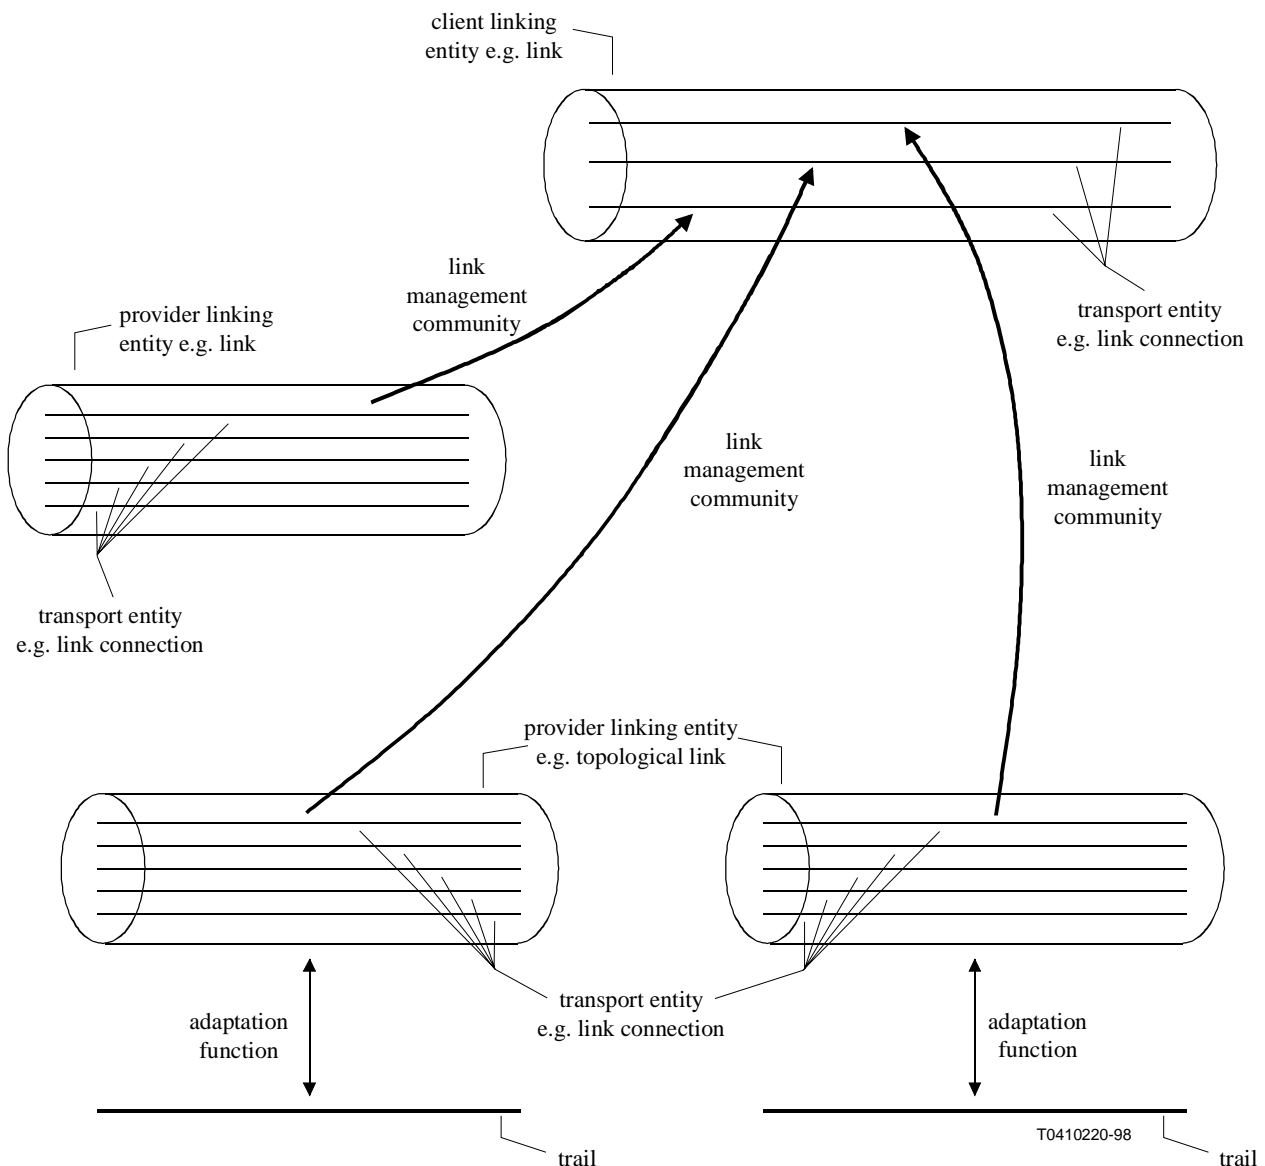 client linking
entity e.g. link
link
management
community
provider linking
entity e.g. link
transport entity
e.g. link connection
link
management
community
link
management
community
transport entity
e.g. link connection
provider linking entity
e.g. topological link
transport entity
e.g. link connection
adaptation
function
adaptation
function
T0410220-98
trail
trail